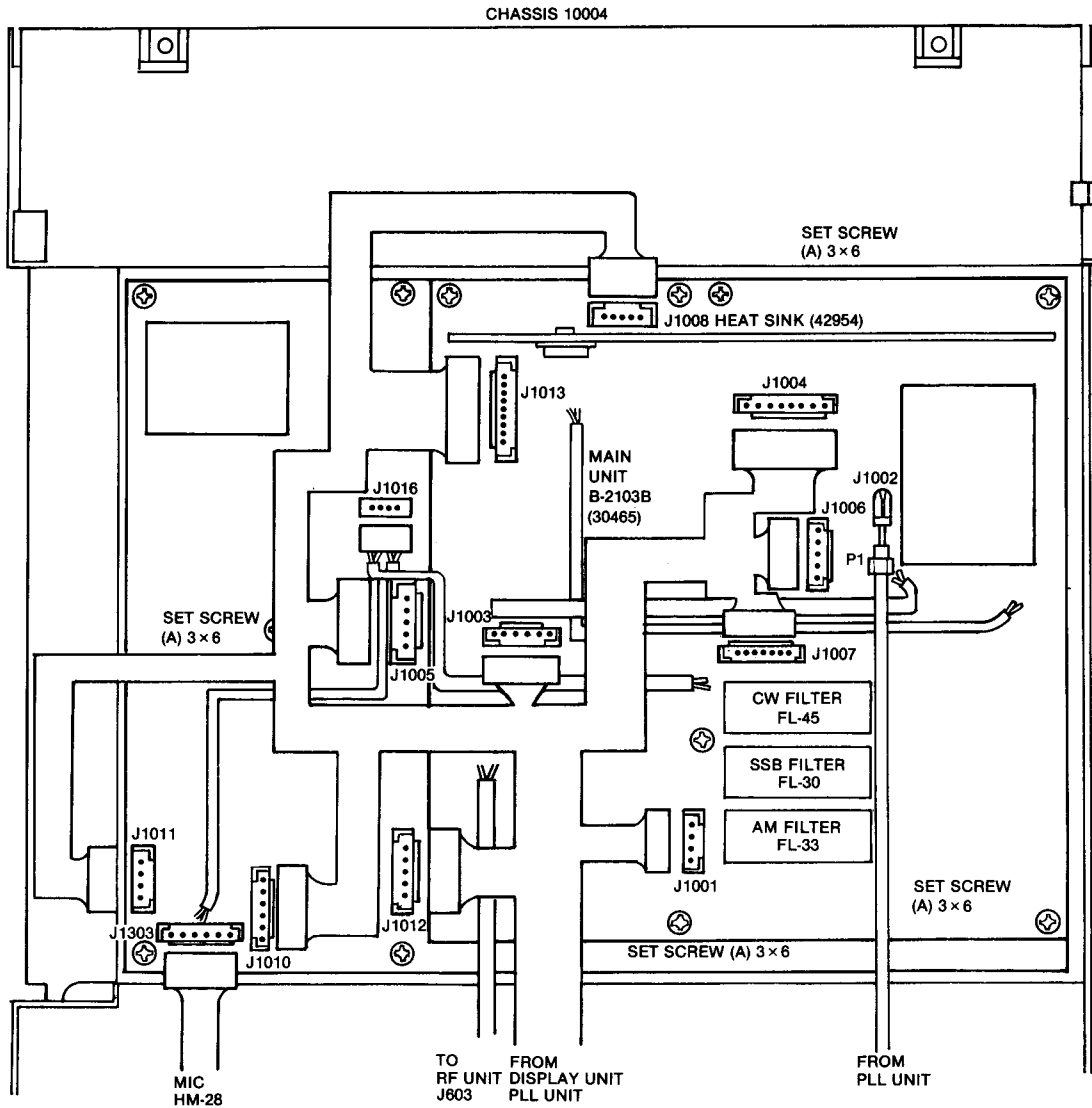 CHASSIS 10004
SET SCREW
(A) 3×6
J1008 HEAT SINK (42954)
J1013
J1004
MAIN
UNIT
B-2103B
(30465)
J1002
J1016
J1006
P1
SET SCREW
(A) 3×6
J1003
J1005
J1007
CW FILTER
FL-45
SSB FILTER
FL-30
AM FILTER
FL-33
J1011
J1001
J1303
J1010
J1012
SET SCREW
(A) 3×6
SET SCREW (A) 3×6
MIC
HM-28
TO
RF UNIT
J603
FROM
DISPLAY UNIT
PLL UNIT
FROM
PLL UNIT